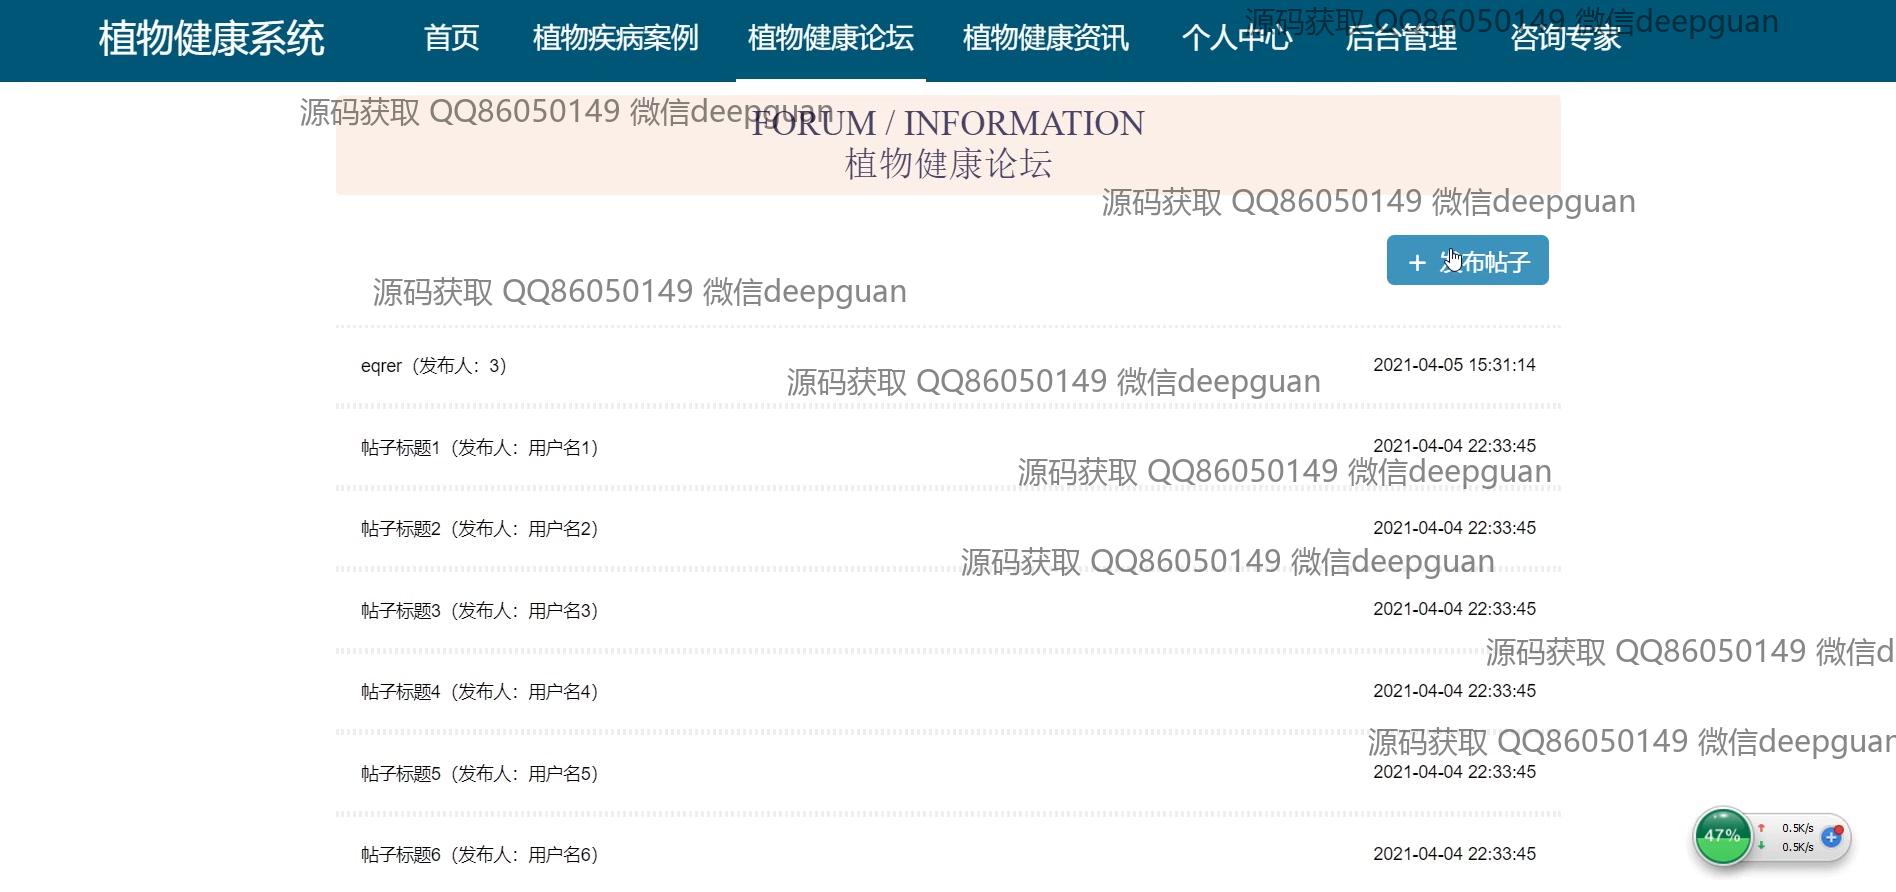 植物健康系统 首页 植物疾病案例 植物健康论坛 植物健康资讯 个人中心 后台管理 咨询专家
源码获取 QQ86050149 微信deepguan
源码获取 QQ86050149 微信deepguan
FORUM / INFORMATION
植物健康论坛
源码获取 QQ86050149 微信deepguan
+ 发布帖子
源码获取 QQ86050149 微信deepguan
eqrer（发布人：3） 2021-04-05 15:31:14
源码获取 QQ86050149 微信deepguan
帖子标题1（发布人：用户名1） 2021-04-04 22:33:45
源码获取 QQ86050149 微信deepguan
帖子标题2（发布人：用户名2） 2021-04-04 22:33:45
源码获取 QQ86050149 微信deepguan
帖子标题3（发布人：用户名3） 2021-04-04 22:33:45
源码获取 QQ86050149 微信d
帖子标题4（发布人：用户名4） 2021-04-04 22:33:45
源码获取 QQ86050149 微信deepguan
帖子标题5（发布人：用户名5） 2021-04-04 22:33:45
47% 0.5K/s
0.5K/s
帖子标题6（发布人：用户名6） 2021-04-04 22:33:45